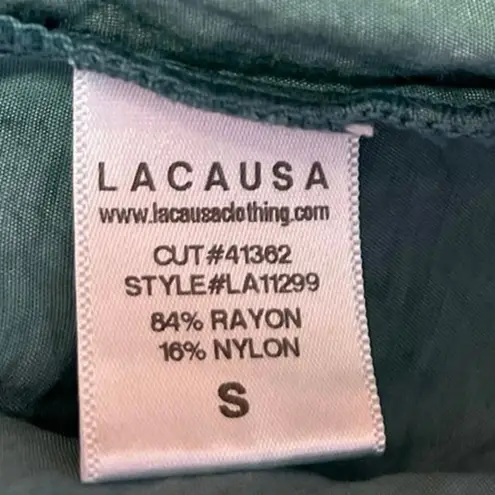 LACAUSA
www.lacausaclothing.com
CUT#41362
STYLE#LA11299
84% RAYON
16% NYLON
S